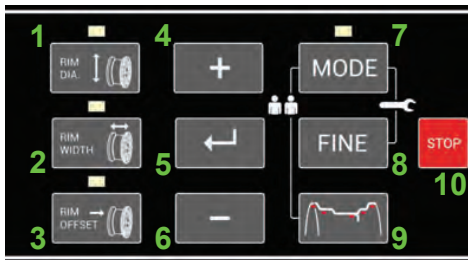 1
4
7
RIM
DIA.
+
MODE
2
RIM
WIDTH
5
FINE
8
STOP
10
3
RIM
OFFSET
6
−
9